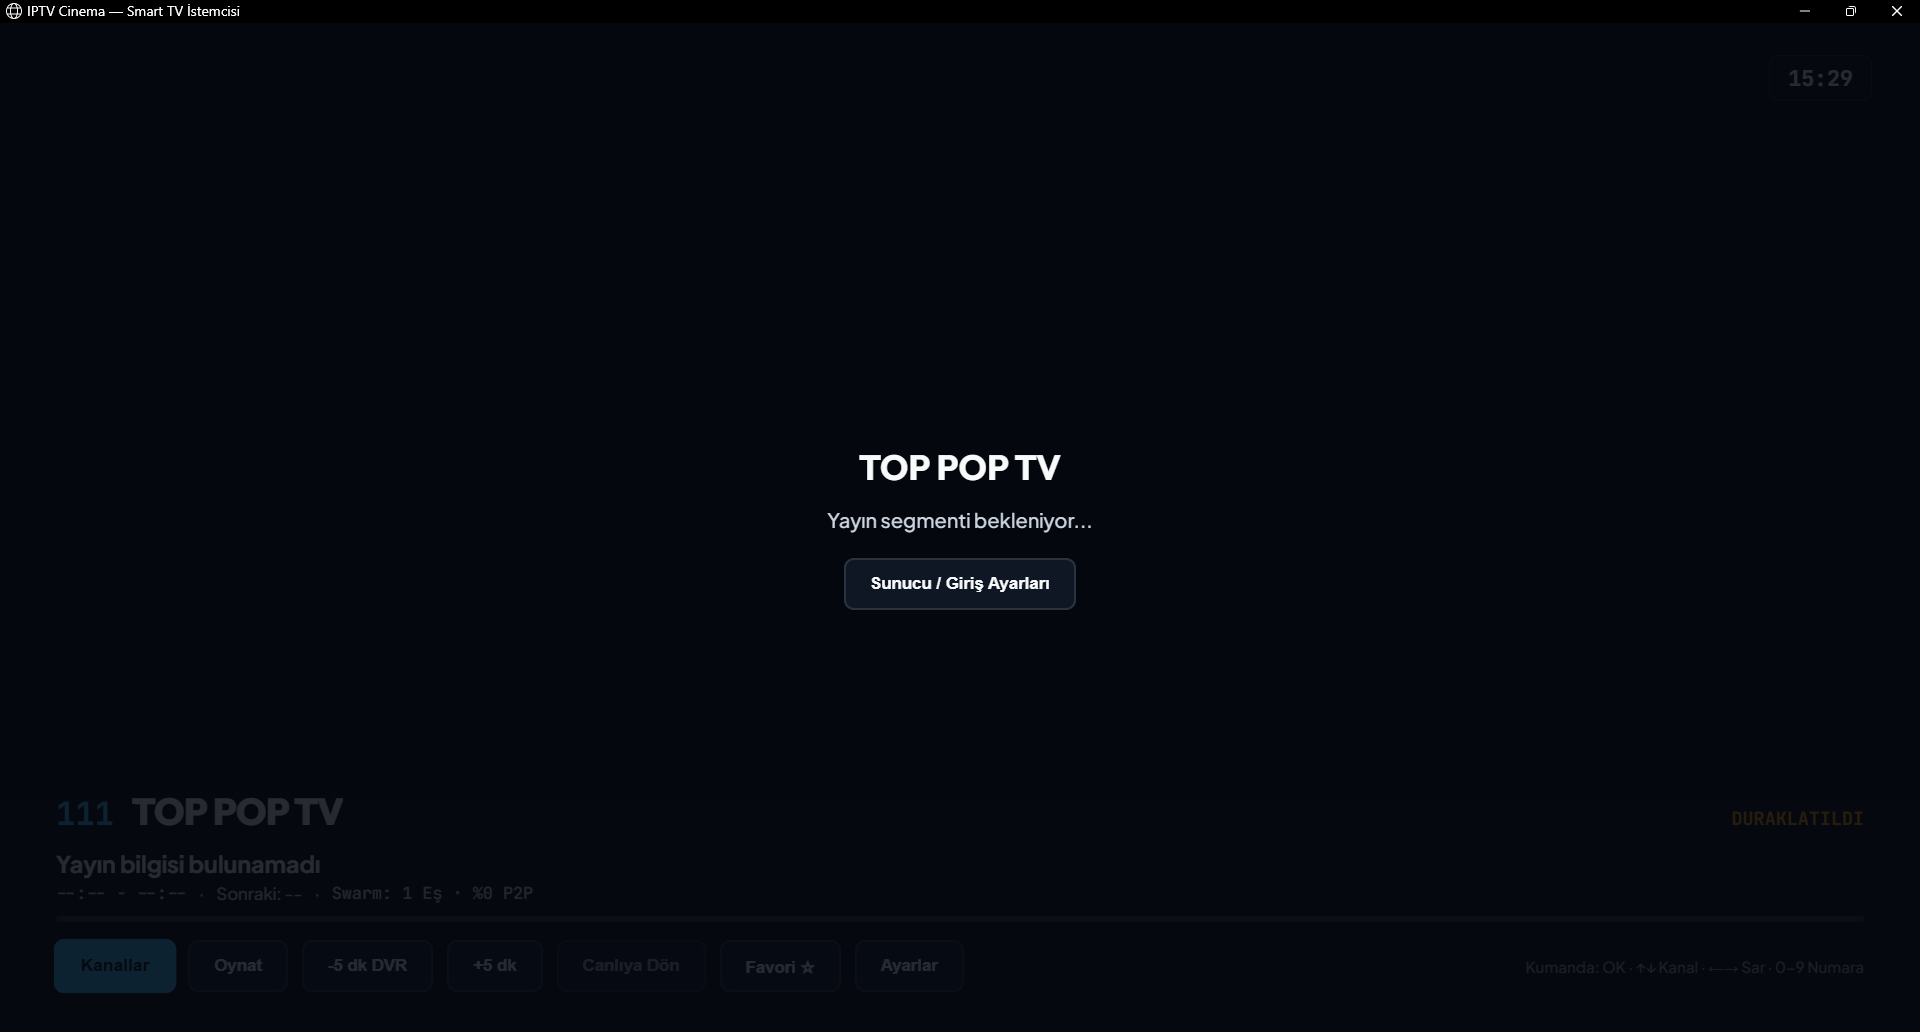 IPTV Cinema — Smart TV İstemcisi
15:29
TOP POP TV
Yayın segmenti bekleniyor...
Sunucu / Giriş Ayarları
111 TOP POP TV
DURAKLATILDI
Yayın bilgisi bulunamadı
--:-- - --:-- · Sonraki: -- · Swarm: 1 Eş · %0 P2P
Kanallar
Oynat
-5 dk DVR
+5 dk
Canlıya Dön
Favori ☆
Ayarlar
Kumanda: OK · ↑↓ Kanal · ←→ Sar · 0–9 Numara